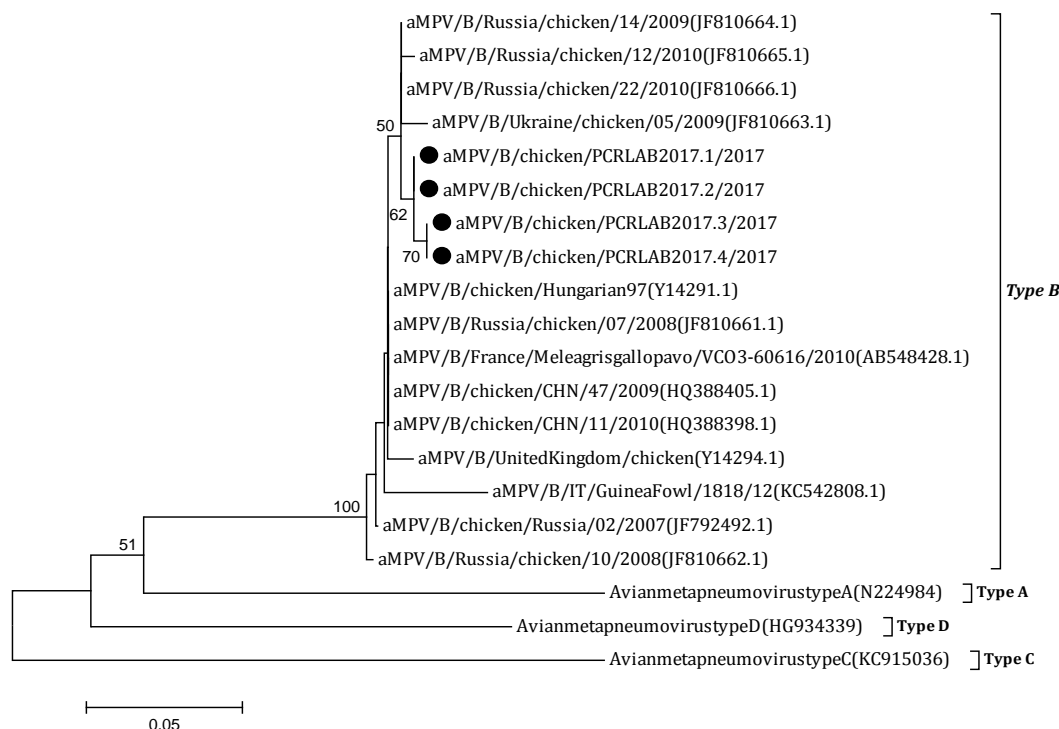 aMPV/B/Russia/chicken/14/2009(JF810664.1)
aMPV/B/Russia/chicken/12/2010(JF810665.1)
aMPV/B/Russia/chicken/22/2010(JF810666.1)
aMPV/B/Ukraine/chicken/05/2009(JF810663.1)
50
aMPV/B/chicken/PCRLAB2017.1/2017
aMPV/B/chicken/PCRLAB2017.2/2017
62
aMPV/B/chicken/PCRLAB2017.3/2017
70
aMPV/B/chicken/PCRLAB2017.4/2017
aMPV/B/chicken/Hungarian97(Y14291.1)
Type B
aMPV/B/Russia/chicken/07/2008(JF810661.1)
aMPV/B/France/Meleagrisgallopavo/VCO3-60616/2010(AB548428.1)
aMPV/B/chicken/CHN/47/2009(HQ388405.1)
aMPV/B/chicken/CHN/11/2010(HQ388398.1)
aMPV/B/UnitedKingdom/chicken(Y14294.1)
aMPV/B/IT/GuineaFowl/1818/12(KC542808.1)
100
aMPV/B/chicken/Russia/02/2007(JF792492.1)
51
aMPV/B/Russia/chicken/10/2008(JF810662.1)
AvianmetapneumovirustypeA(N224984) Type A
AvianmetapneumovirustypeD(HG934339) Type D
AvianmetapneumovirustypeC(KC915036) Type C
0.05